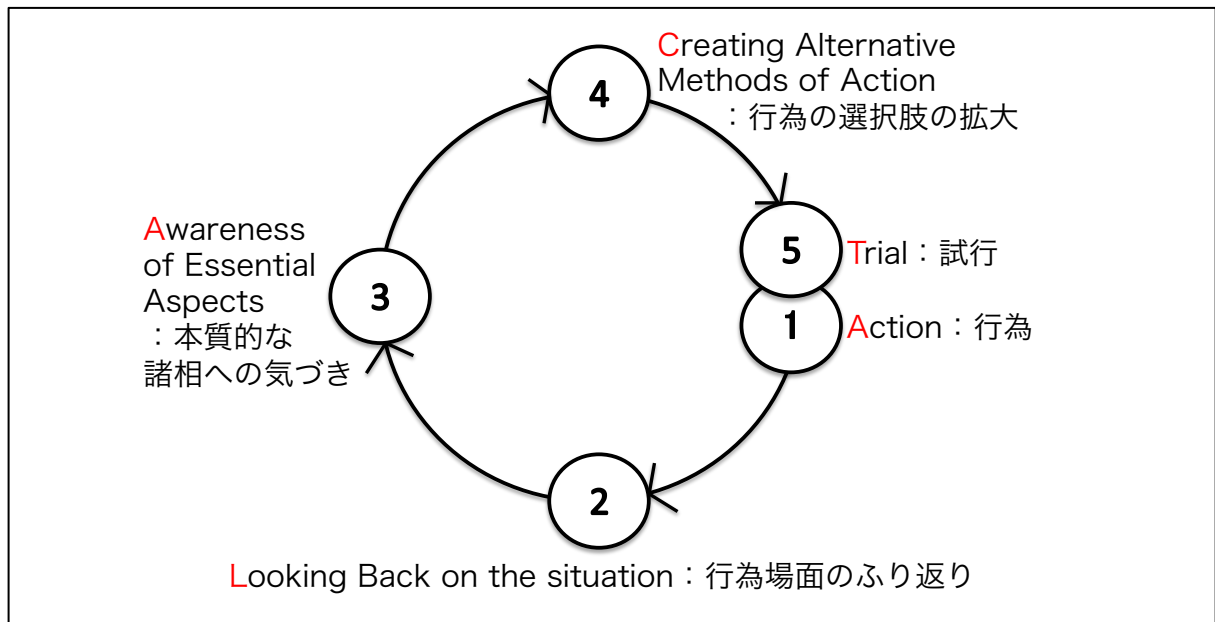 4
Creating Alternative
Methods of Action
：行為の選択肢の拡大
5
Trial：試行
1
Action：行為
Awareness
of Essential
Aspects
：本質的な
諸相への気づき
3
2
Looking Back on the situation：行為場面のふり返り